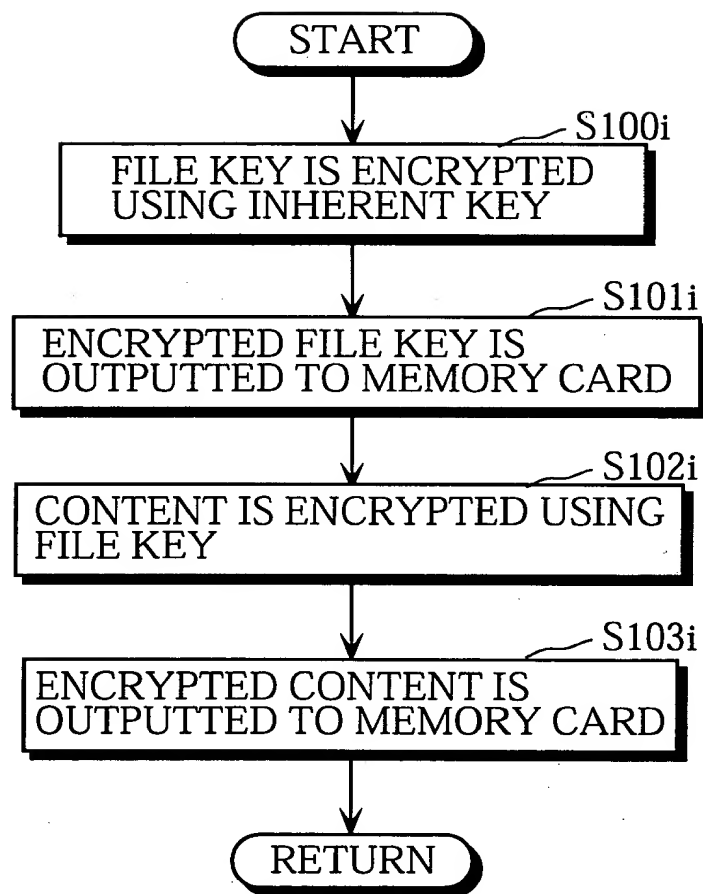 START
S100i
FILE KEY IS ENCRYPTED
USING INHERENT KEY
S101i
ENCRYPTED FILE KEY IS
OUTPUTTED TO MEMORY CARD
S102i
CONTENT IS ENCRYPTED USING
FILE KEY
S103i
ENCRYPTED CONTENT IS
OUTPUTTED TO MEMORY CARD
RETURN